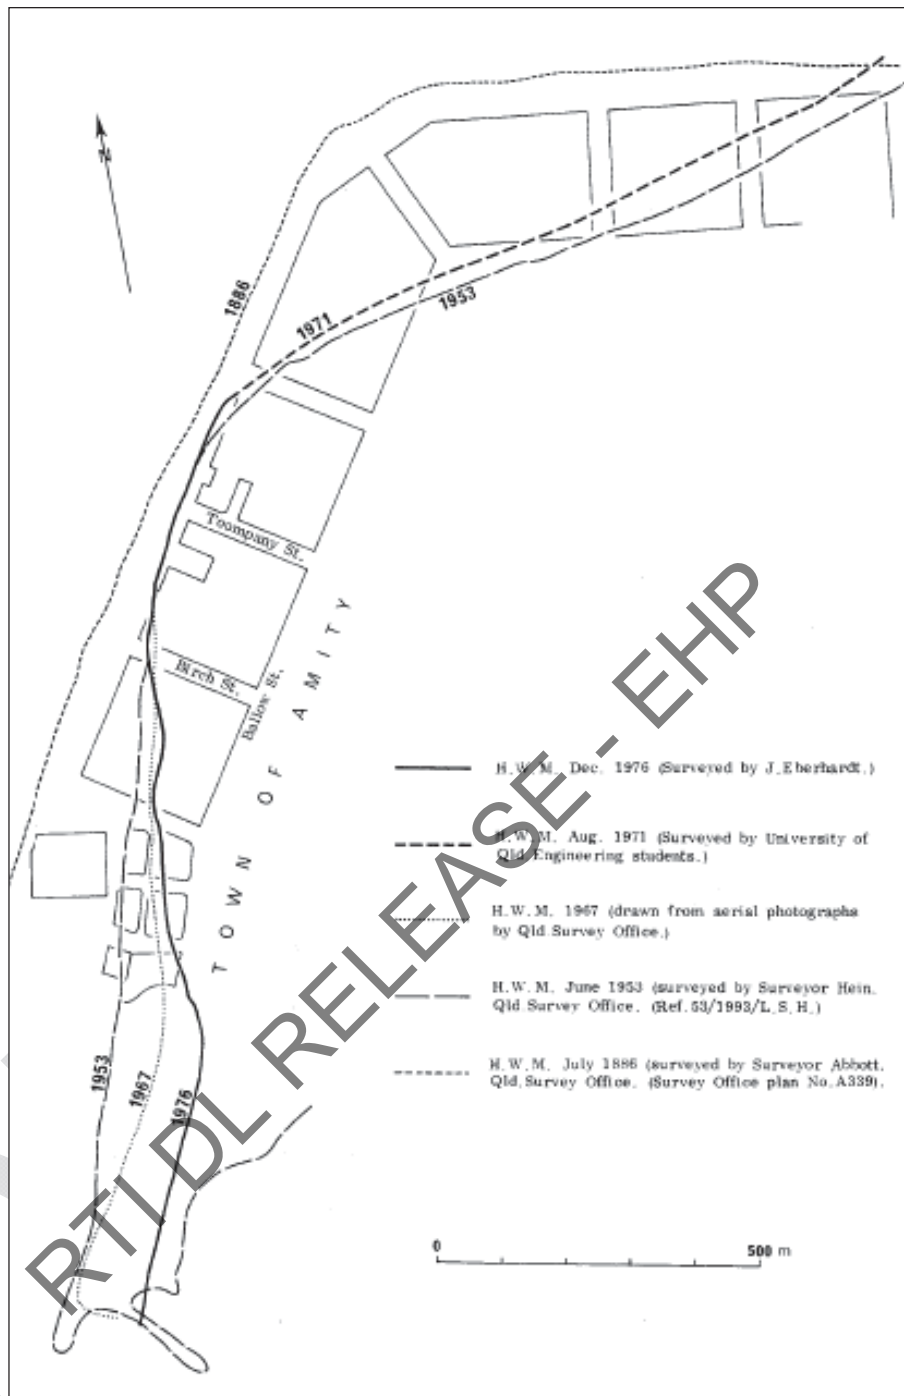 N
1886
1971
1953
Toompany St.
Birch St.
Ballow St.
TOWN OF AMITY
H.W.M. Dec. 1976 (Surveyed by J.Eberhardt.)
H.W.M. Aug. 1971 (Surveyed by University of
Qld Engineering students.)
H.W.M. 1967 (drawn from aerial photographs
by Qld Survey Office.)
H.W.M. June 1953 (surveyed by Surveyor Hein.
Qld Survey Office. (Ref.53/1993/L.S.H.)
H.W.M. July 1886 (surveyed by Surveyor Abbott.
Qld.Survey Office. (Survey Office plan No.A339).
1953
1967
1976
0 500 m
RTI DL RELEASE - EHP